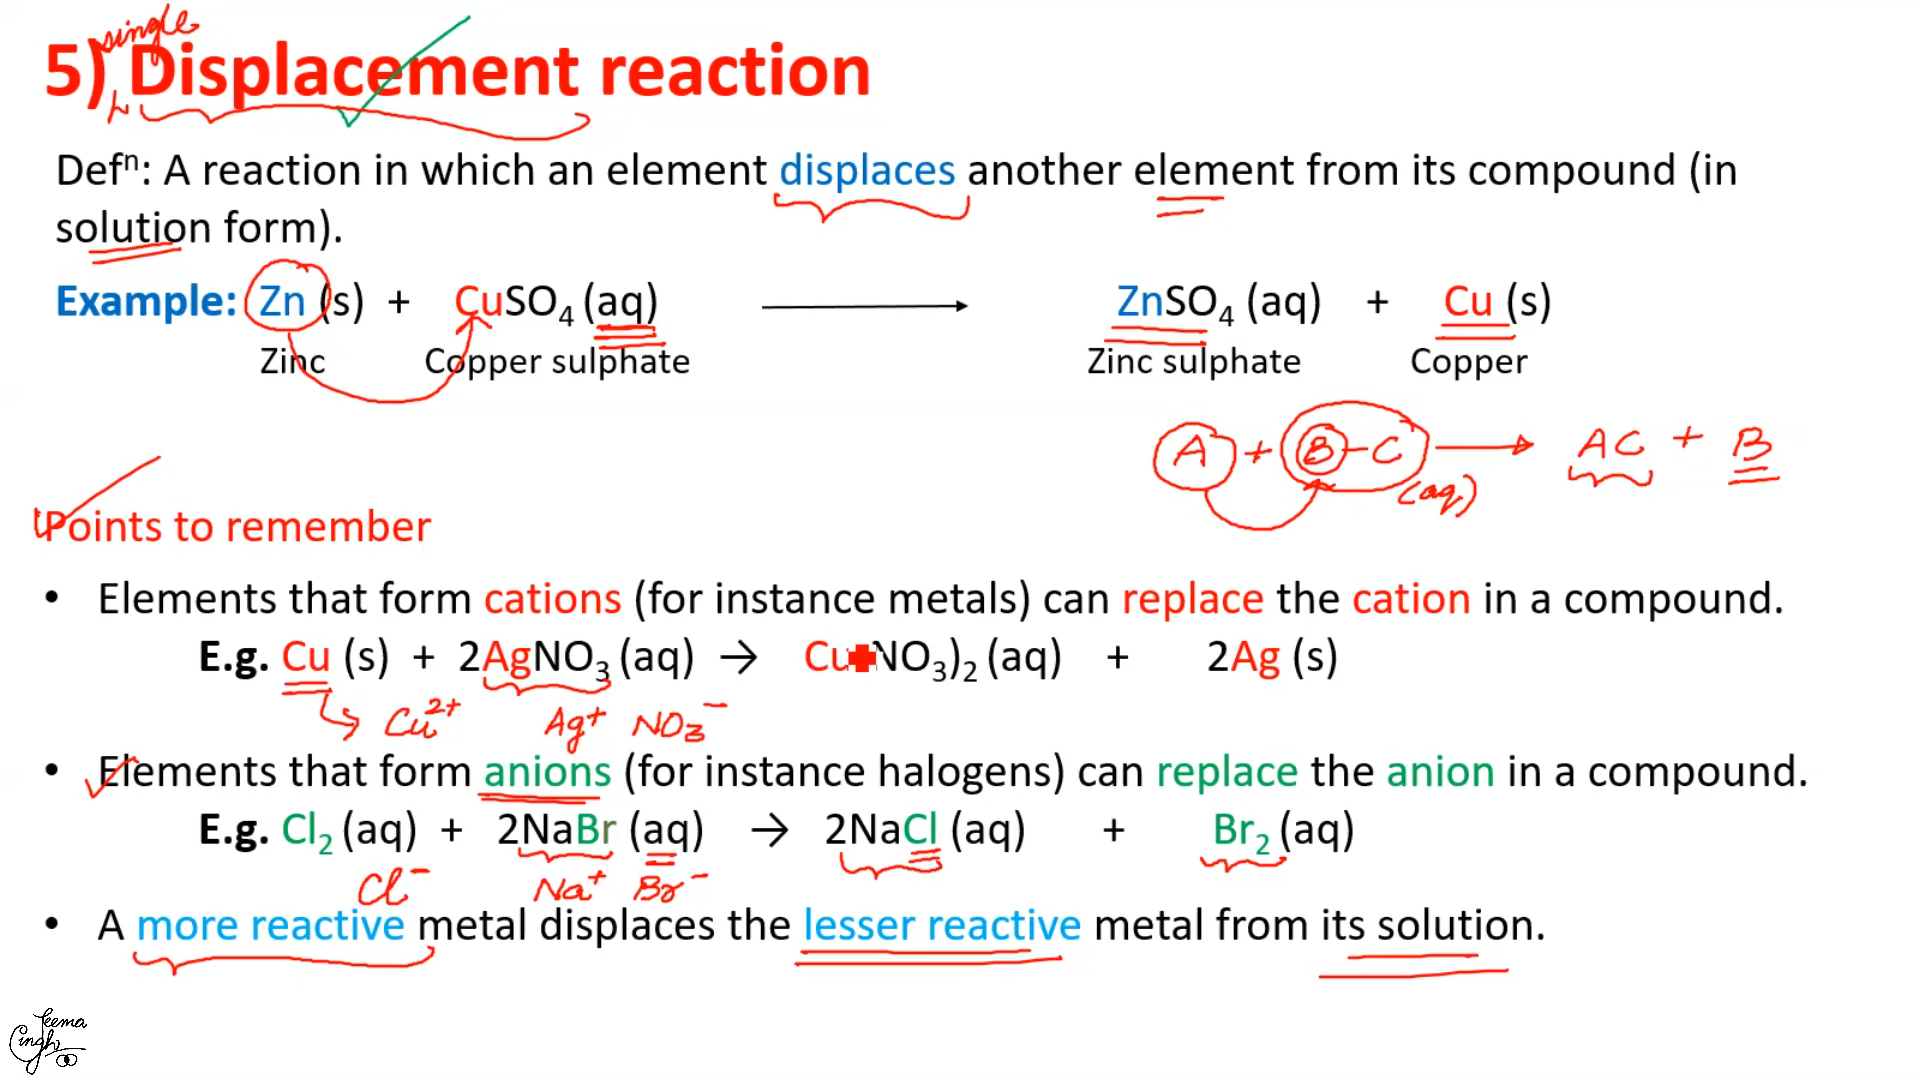 single
5) Displacement reaction
Defⁿ: A reaction in which an element displaces another element from its compound (in
solution form).
Example: Zn (s) + CuSO₄ (aq) ⟶ ZnSO₄ (aq) + Cu (s)
Zinc Copper sulphate Zinc sulphate Copper
A + B-C (aq) ⟶ AC + B
Points to remember
• Elements that form cations (for instance metals) can replace the cation in a compound.
E.g. Cu (s) + 2AgNO₃ (aq) → Cu NO₃)₂ (aq) + 2Ag (s)
Cu²⁺ Ag⁺ NO₃⁻
• Elements that form anions (for instance halogens) can replace the anion in a compound.
E.g. Cl₂ (aq) + 2NaBr (aq) → 2NaCl (aq) + Br₂ (aq)
Cl⁻ Na⁺ Br⁻
• A more reactive metal displaces the lesser reactive metal from its solution.
Seema
Singh